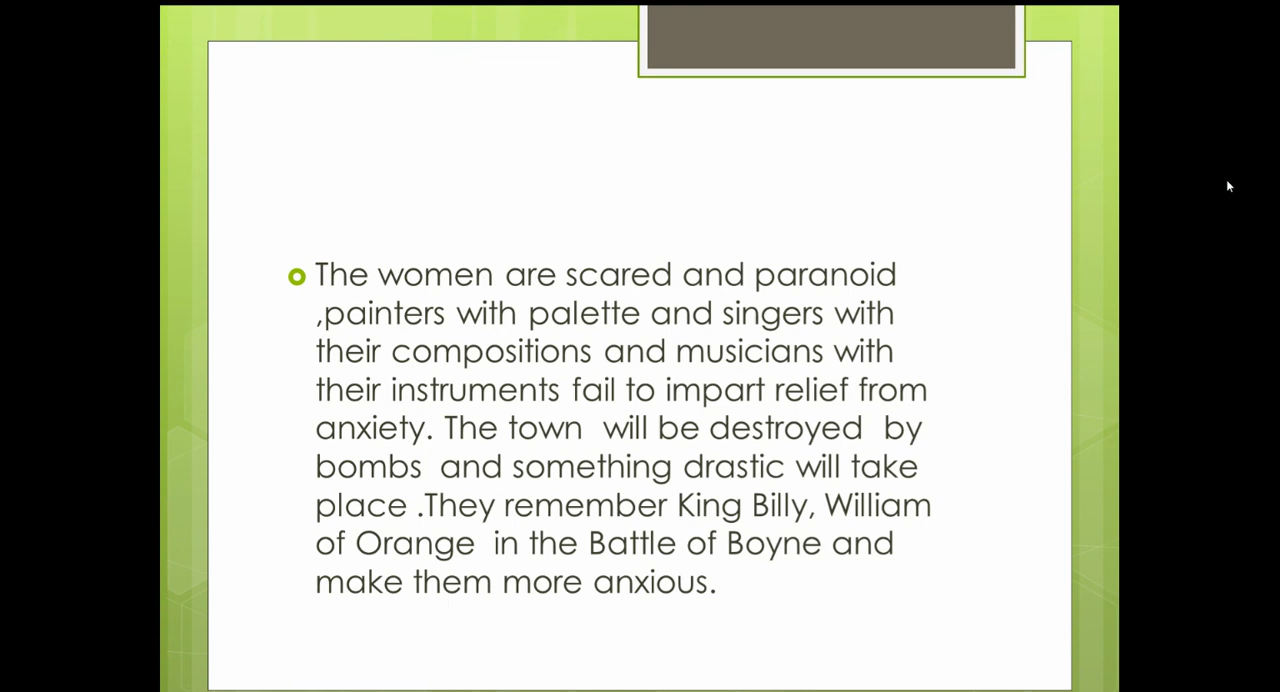 The women are scared and paranoid
,painters with palette and singers with
their compositions and musicians with
their instruments fail to impart relief from
anxiety. The town  will be destroyed  by
bombs  and something drastic will take
place .They remember King Billy, William
of Orange  in the Battle of Boyne and
make them more anxious.